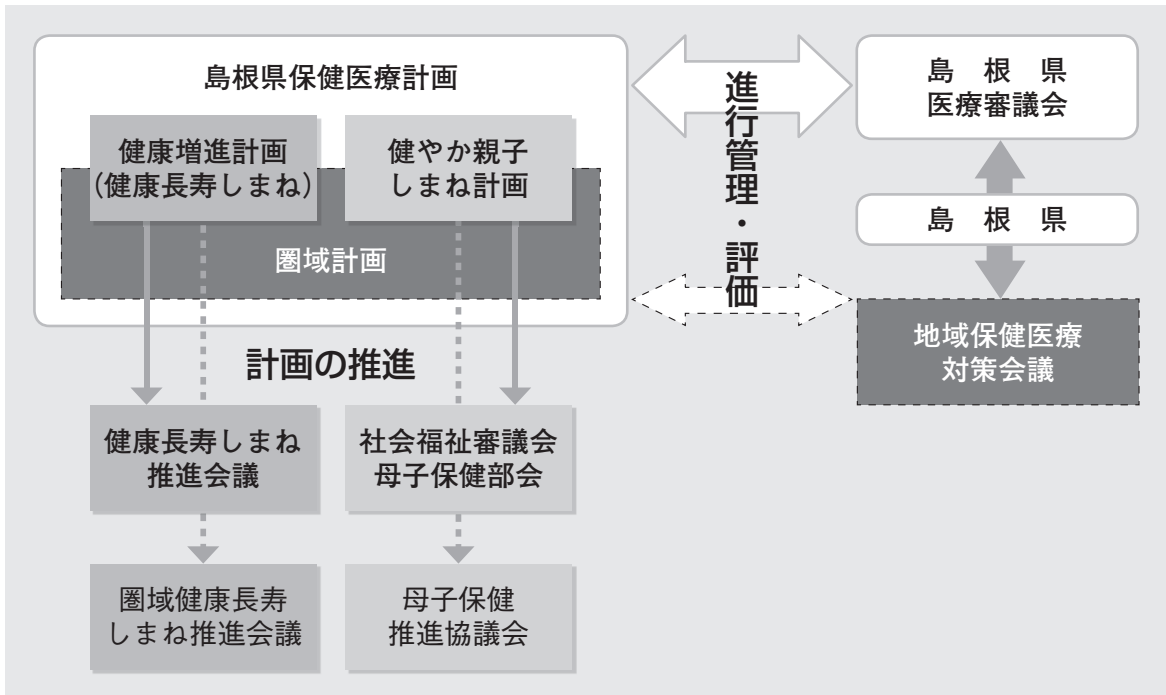 島根県保健医療計画
健康増進計画
(健康長寿しまね)
健やか親子
しまね計画
圏域計画
計画の推進
健康長寿しまね
推進会議
社会福祉審議会
母子保健部会
圏域健康長寿
しまね推進会議
母子保健
推進協議会
進行管理・評価
島　根　県
医療審議会
島　根　県
地域保健医療
対策会議